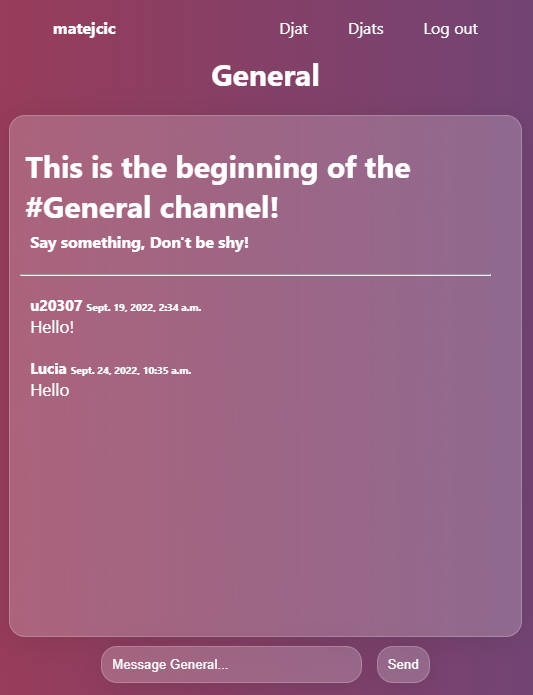 matejcic Djat Djats Log out
General
This is the beginning of the
#General channel!
Say something, Don't be shy!
u20307 Sept. 19, 2022, 2:34 a.m.
Hello!
Lucia Sept. 24, 2022, 10:35 a.m.
Hello
Message General... Send